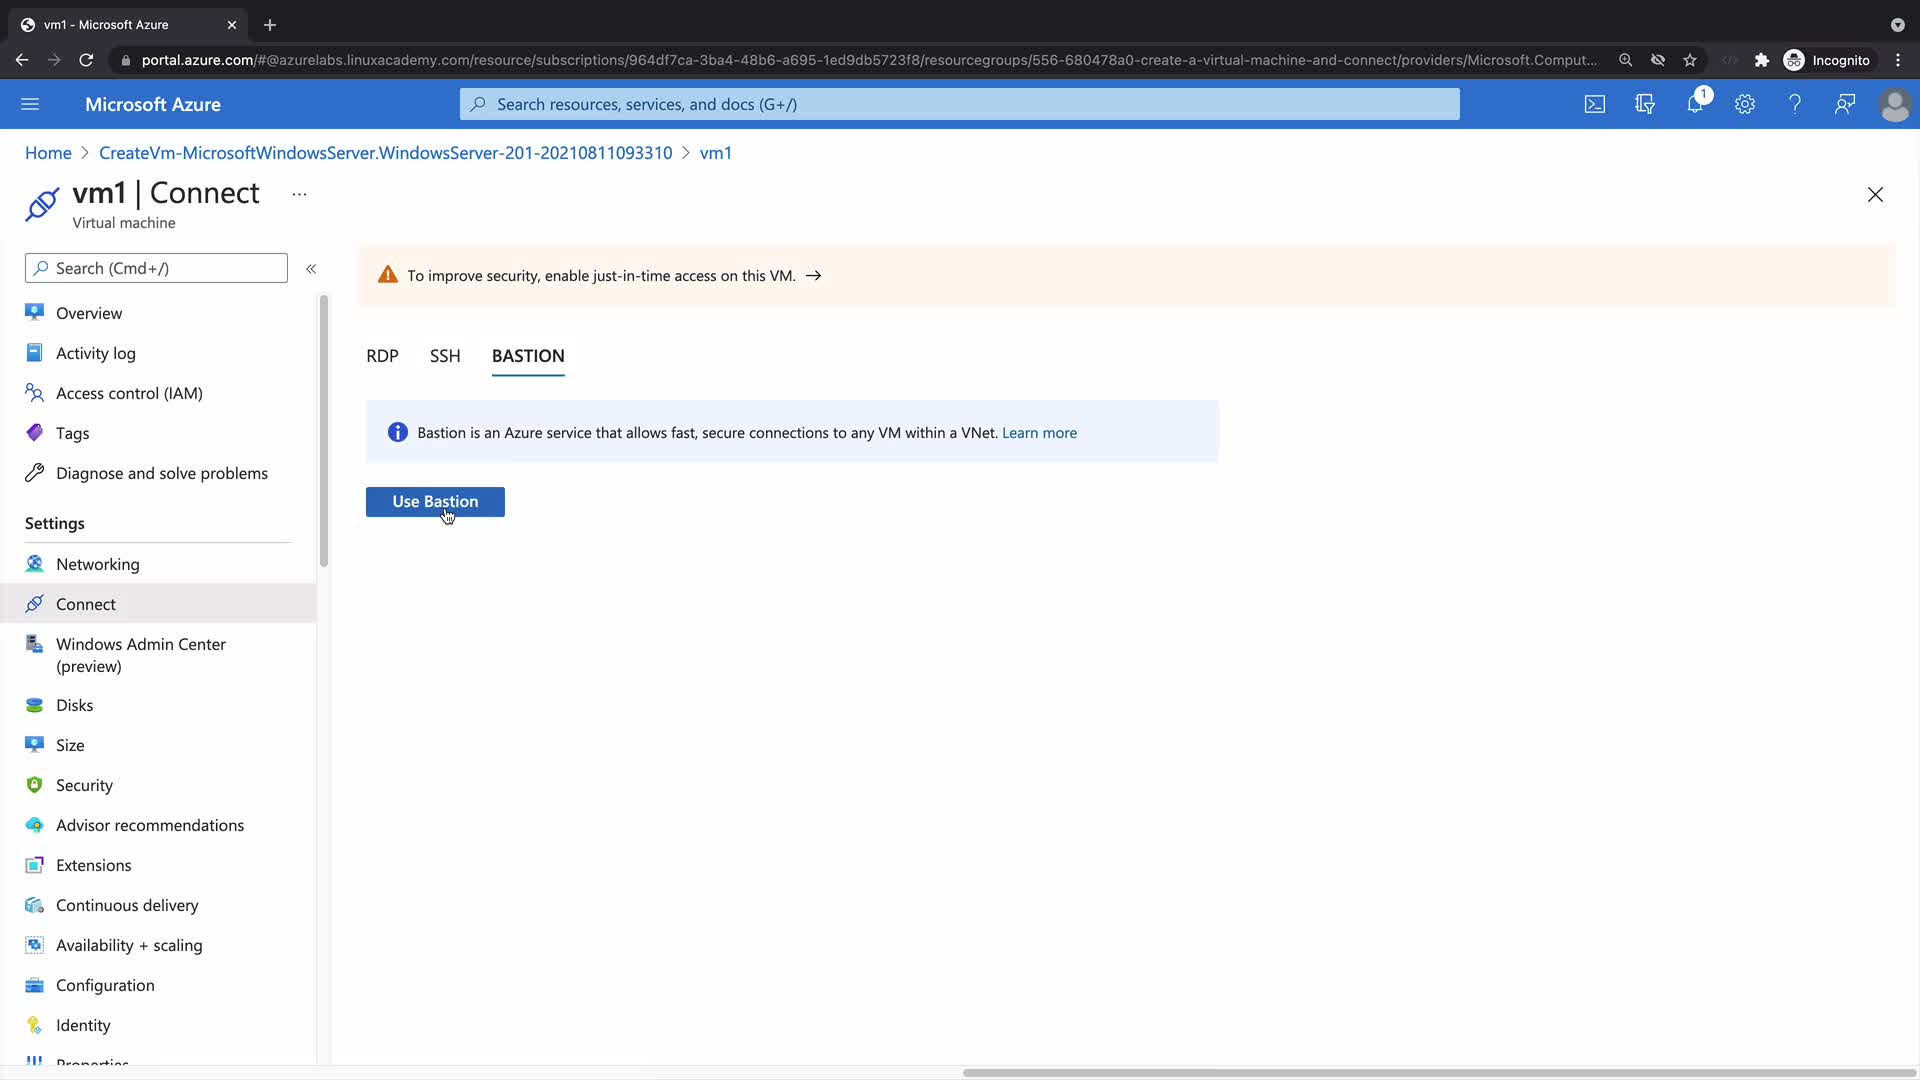 vm1 - Microsoft Azure
portal.azure.com/#@azurelabs.linuxacademy.com/resource/subscriptions/964df7ca-3ba4-48b6-a695-1ed9db5723f8/resourcegroups/556-680478a0-create-a-virtual-machine-and-connect/providers/Microsoft.Comput...
Incognito
Microsoft Azure
Search resources, services, and docs (G+/)
1
Home > CreateVm-MicrosoftWindowsServer.WindowsServer-201-20210811093310 > vm1
vm1 | Connect ...
Virtual machine
Search (Cmd+/)
«
To improve security, enable just-in-time access on this VM. →
Overview
Activity log
Access control (IAM)
Tags
Diagnose and solve problems
Settings
Networking
Connect
Windows Admin Center
(preview)
Disks
Size
Security
Advisor recommendations
Extensions
Continuous delivery
Availability + scaling
Configuration
Identity
Properties
RDP SSH BASTION
Bastion is an Azure service that allows fast, secure connections to any VM within a VNet. Learn more
Use Bastion